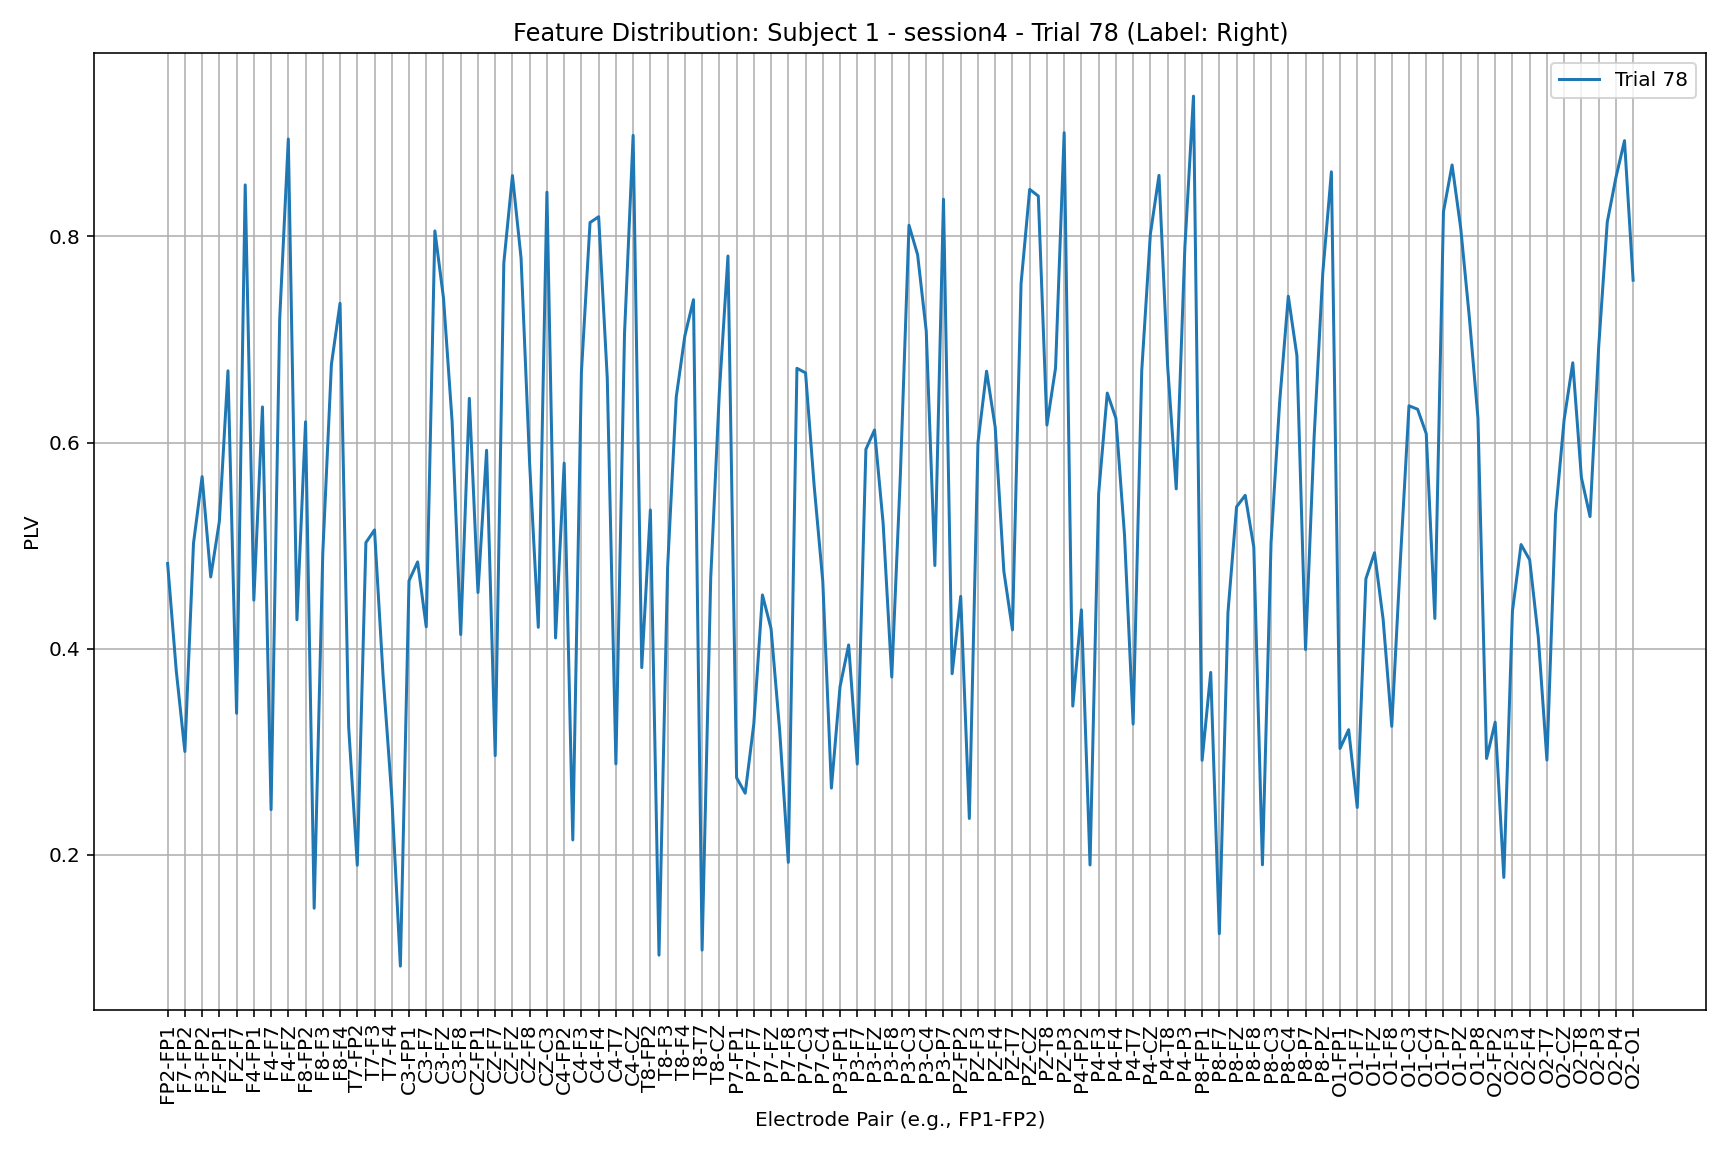 Feature Distribution: Subject 1 - session4 - Trial 78 (Label: Right)
Trial 78
PLV
0.8
0.6
0.4
0.2
FP2-FP1
F7-FP2
F3-FP2
FZ-FP1
FZ-F7
F4-FP1
F4-F7
F4-FZ
F8-FP2
F8-F3
F8-F4
T7-FP2
T7-F3
T7-F4
C3-FP1
C3-F7
C3-FZ
C3-F8
CZ-FP1
CZ-F7
CZ-FZ
CZ-F8
CZ-C3
C4-FP2
C4-F3
C4-F4
C4-T7
C4-CZ
T8-FP2
T8-F3
T8-F4
T8-T7
T8-CZ
P7-FP1
P7-F7
P7-FZ
P7-F8
P7-C3
P7-C4
P3-FP1
P3-F7
P3-FZ
P3-F8
P3-C3
P3-C4
P3-P7
PZ-FP2
PZ-F3
PZ-F4
PZ-T7
PZ-CZ
PZ-T8
PZ-P3
P4-FP2
P4-F3
P4-F4
P4-T7
P4-CZ
P4-T8
P4-P3
P8-FP1
P8-F7
P8-FZ
P8-F8
P8-C3
P8-C4
P8-P7
P8-PZ
O1-FP1
O1-F7
O1-FZ
O1-F8
O1-C3
O1-C4
O1-P7
O1-PZ
O1-P8
O2-FP2
O2-F3
O2-F4
O2-T7
O2-CZ
O2-T8
O2-P3
O2-P4
O2-O1
Electrode Pair (e.g., FP1-FP2)